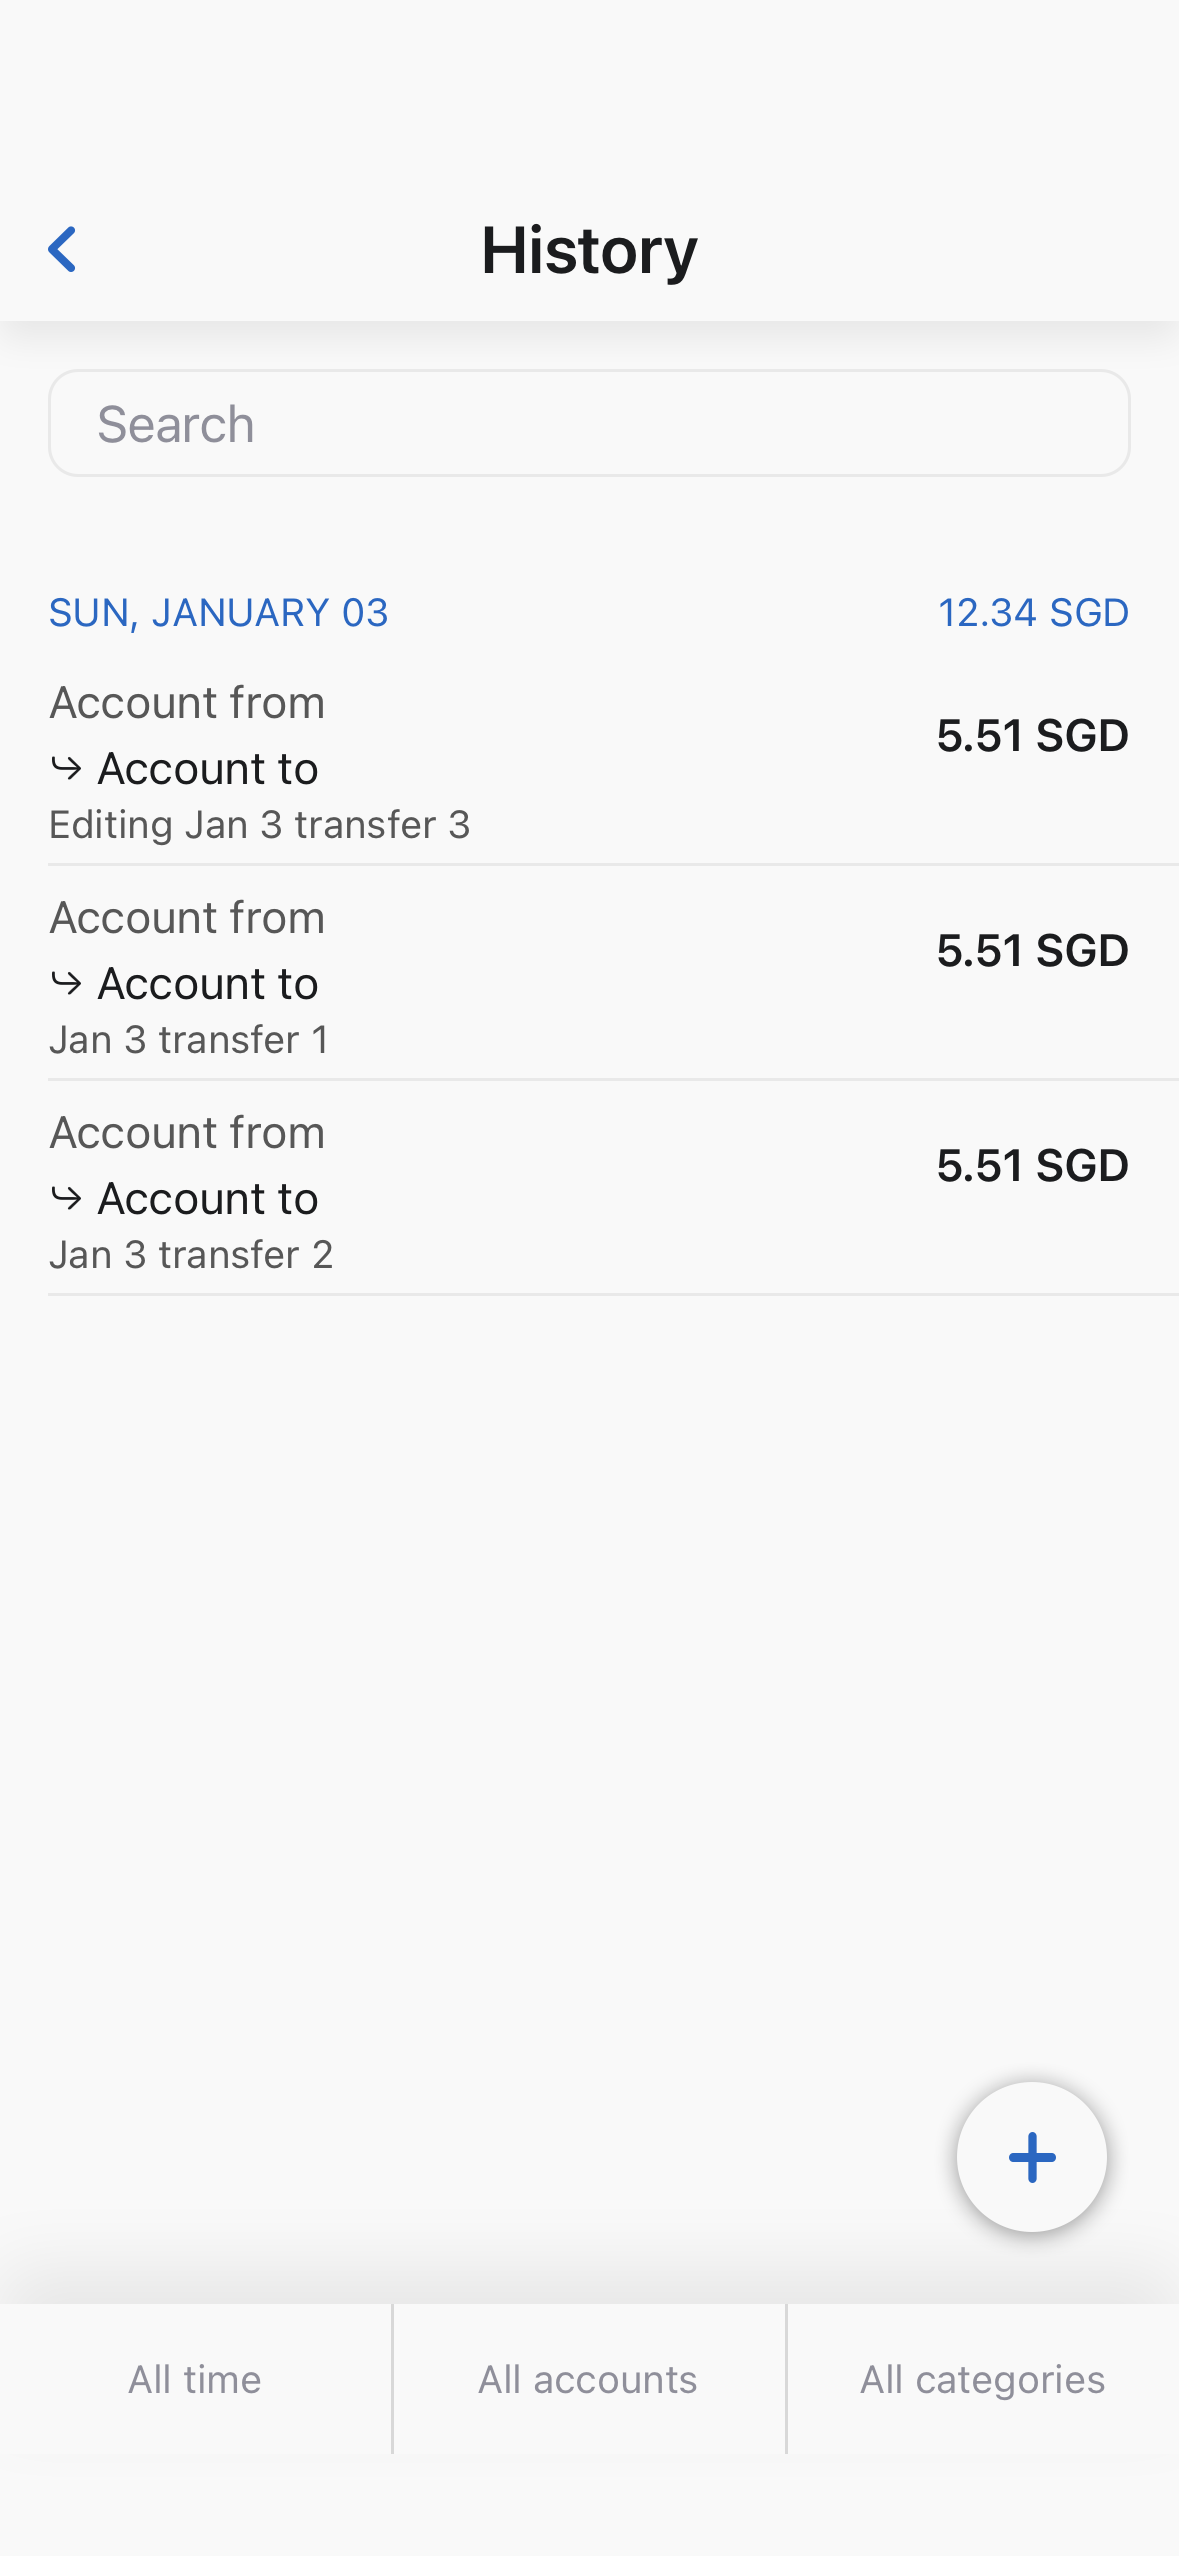 History
Search
SUN, JANUARY 03 12.34 SGD
Account from
5.51 SGD
Account to
Editing Jan 3 transfer 3
Account from
5.51 SGD
Account to
Jan 3 transfer 1
Account from
5.51 SGD
Account to
Jan 3 transfer 2
All time All accounts All categories